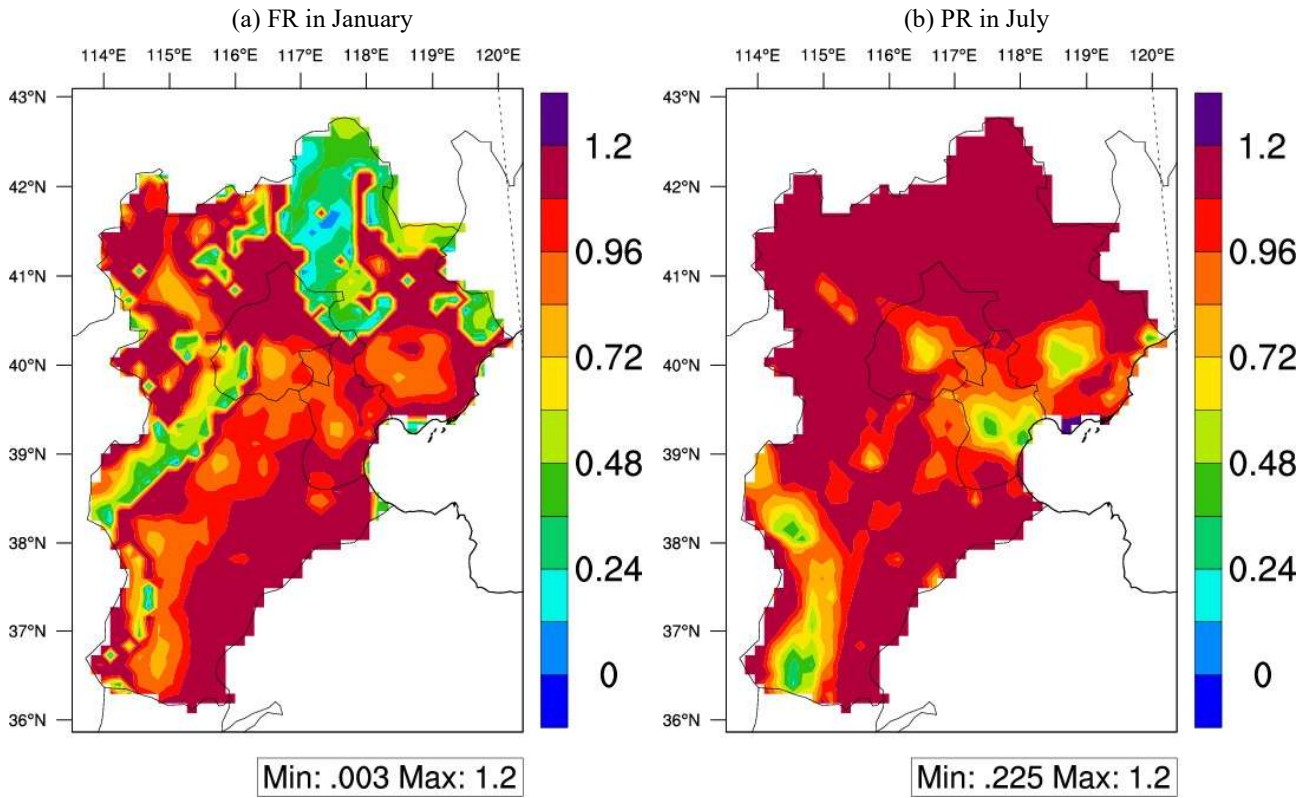 (a) FR in January
(b) PR in July
114°E 115°E 116°E 117°E 118°E 119°E 120°E
43°N
42°N
41°N
40°N
39°N
38°N
37°N
36°N
1.2
0.96
0.72
0.48
0.24
0
Min: .003 Max: 1.2
114°E 115°E 116°E 117°E 118°E 119°E 120°E
43°N
42°N
41°N
40°N
39°N
38°N
37°N
36°N
1.2
0.96
0.72
0.48
0.24
0
Min: .225 Max: 1.2